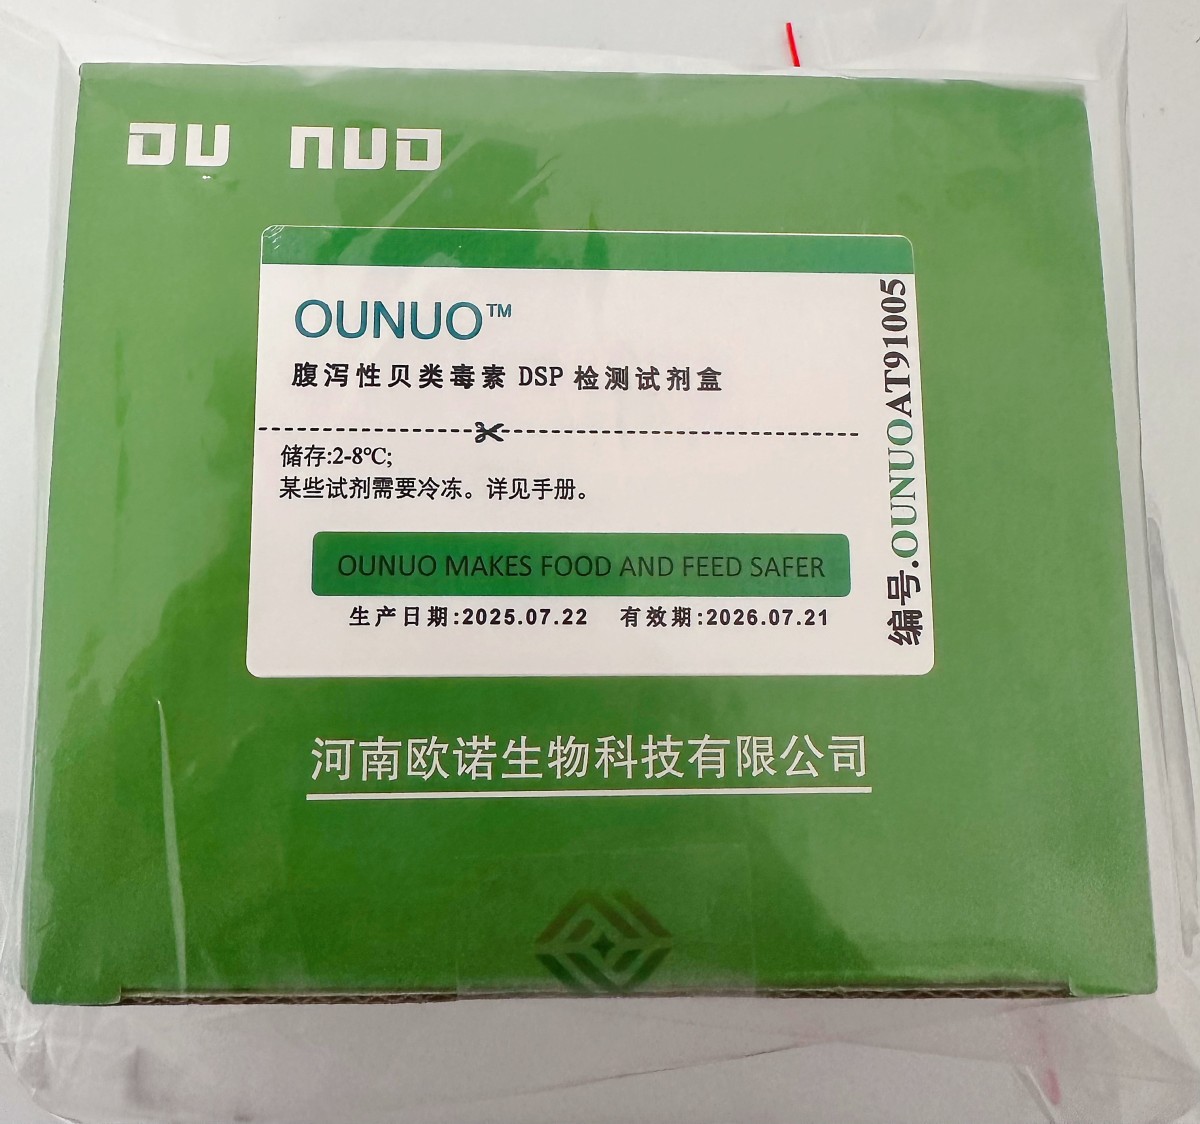 OU NUO
OUNUO™
腹泻性贝类毒素 DSP 检测试剂盒
储存:2-8℃;
某些试剂需要冷冻。详见手册。
OUNUO MAKES FOOD AND FEED SAFER
生产日期:2025.07.22 有效期:2026.07.21
编号.OUNUOAT91005
河南欧诺生物科技有限公司